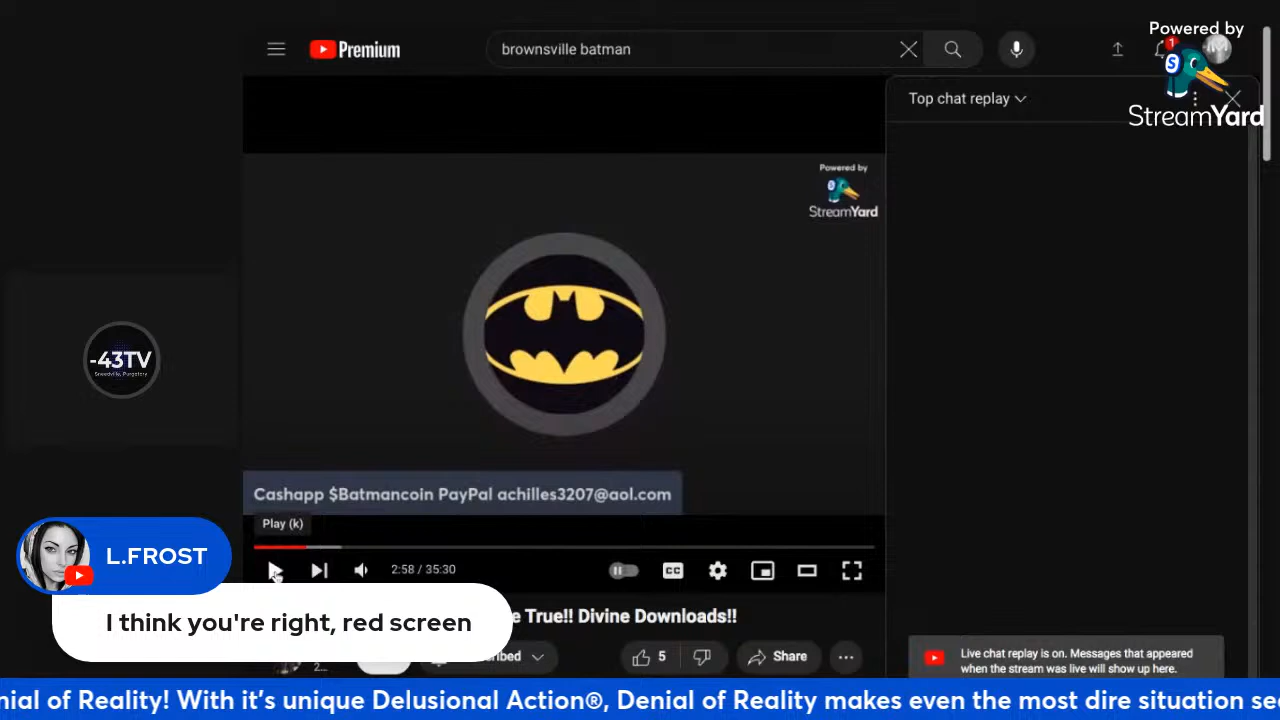 Powered by
StreamYard
Premium
brownsville batman
1
Top chat replay
Powered by
StreamYard
-43TV
Cashapp $Batmancoin PayPal achilles3207@aol.com
Play (k)
2:58 / 35:30
CC
L.FROST
I think you're right, red screen
e True!! Divine Downloads!!
2...
5
Share
Live chat replay is on. Messages that appeared
when the stream was live will show up here.
nial of Reality! With it's unique Delusional Action®, Denial of Reality makes even the most dire situation se